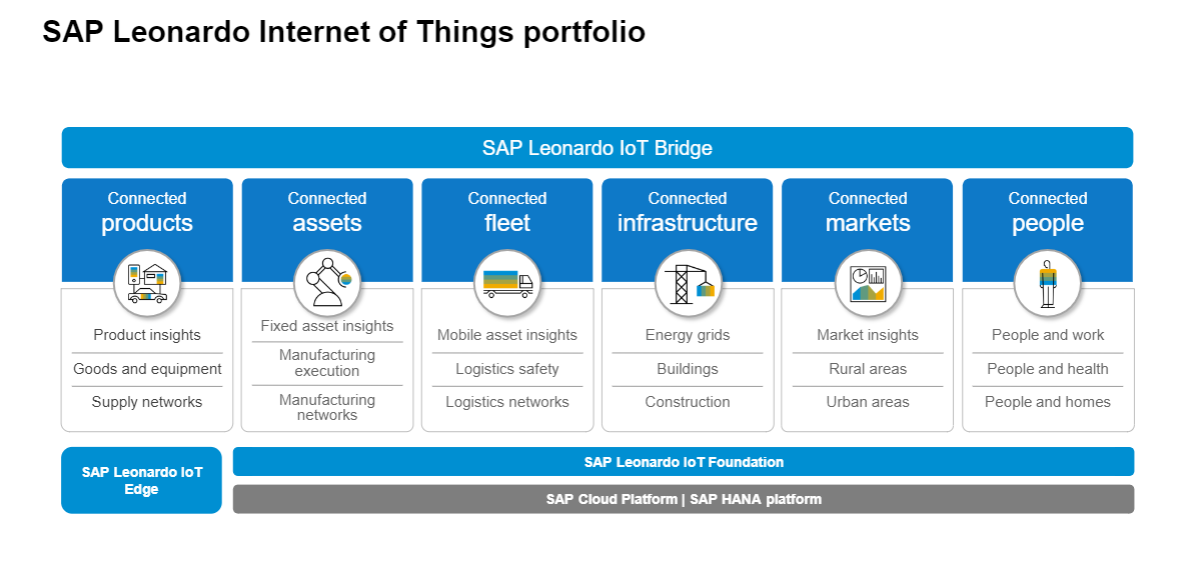 SAP Leonardo Internet of Things portfolio
SAP Leonardo IoT Bridge
Connected
products
Product insights
Goods and equipment
Supply networks
Connected
assets
Fixed asset insights
Manufacturing
execution
Manufacturing
networks
Connected
fleet
Mobile asset insights
Logistics safety
Logistics networks
Connected
infrastructure
Energy grids
Buildings
Construction
Connected
markets
Market insights
Rural areas
Urban areas
Connected
people
People and work
People and health
People and homes
SAP Leonardo IoT
Edge
SAP Leonardo IoT Foundation
SAP Cloud Platform | SAP HANA platform